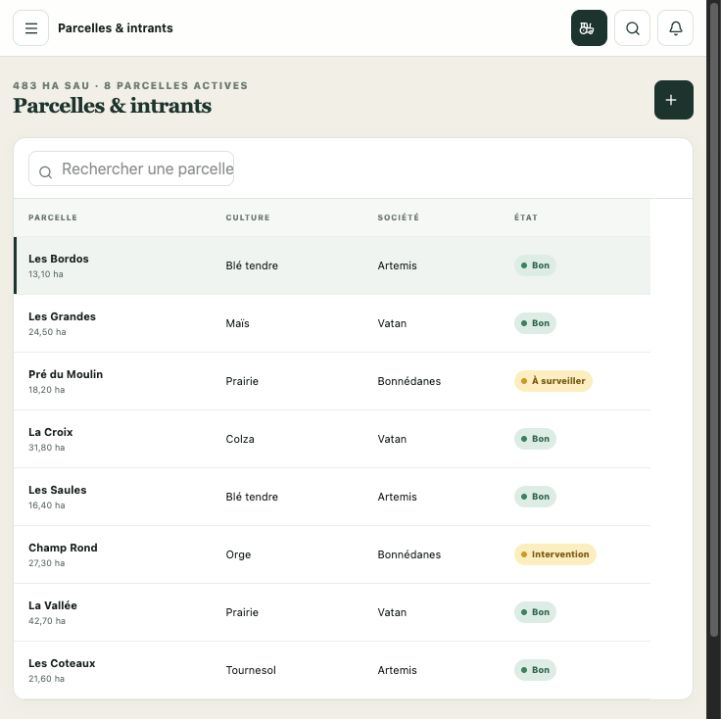 Parcelles & intrants
483 HA SAU · 8 PARCELLES ACTIVES
Parcelles & intrants
Rechercher une parcelle
PARCELLE CULTURE SOCIÉTÉ ÉTAT
Les Bordos
13,10 ha
Blé tendre Artemis Bon
Les Grandes
24,50 ha
Maïs Vatan Bon
Pré du Moulin
18,20 ha
Prairie Bonnédanes À surveiller
La Croix
31,80 ha
Colza Vatan Bon
Les Saules
16,40 ha
Blé tendre Artemis Bon
Champ Rond
27,30 ha
Orge Bonnédanes Intervention
La Vallée
42,70 ha
Prairie Vatan Bon
Les Coteaux
21,60 ha
Tournesol Artemis Bon